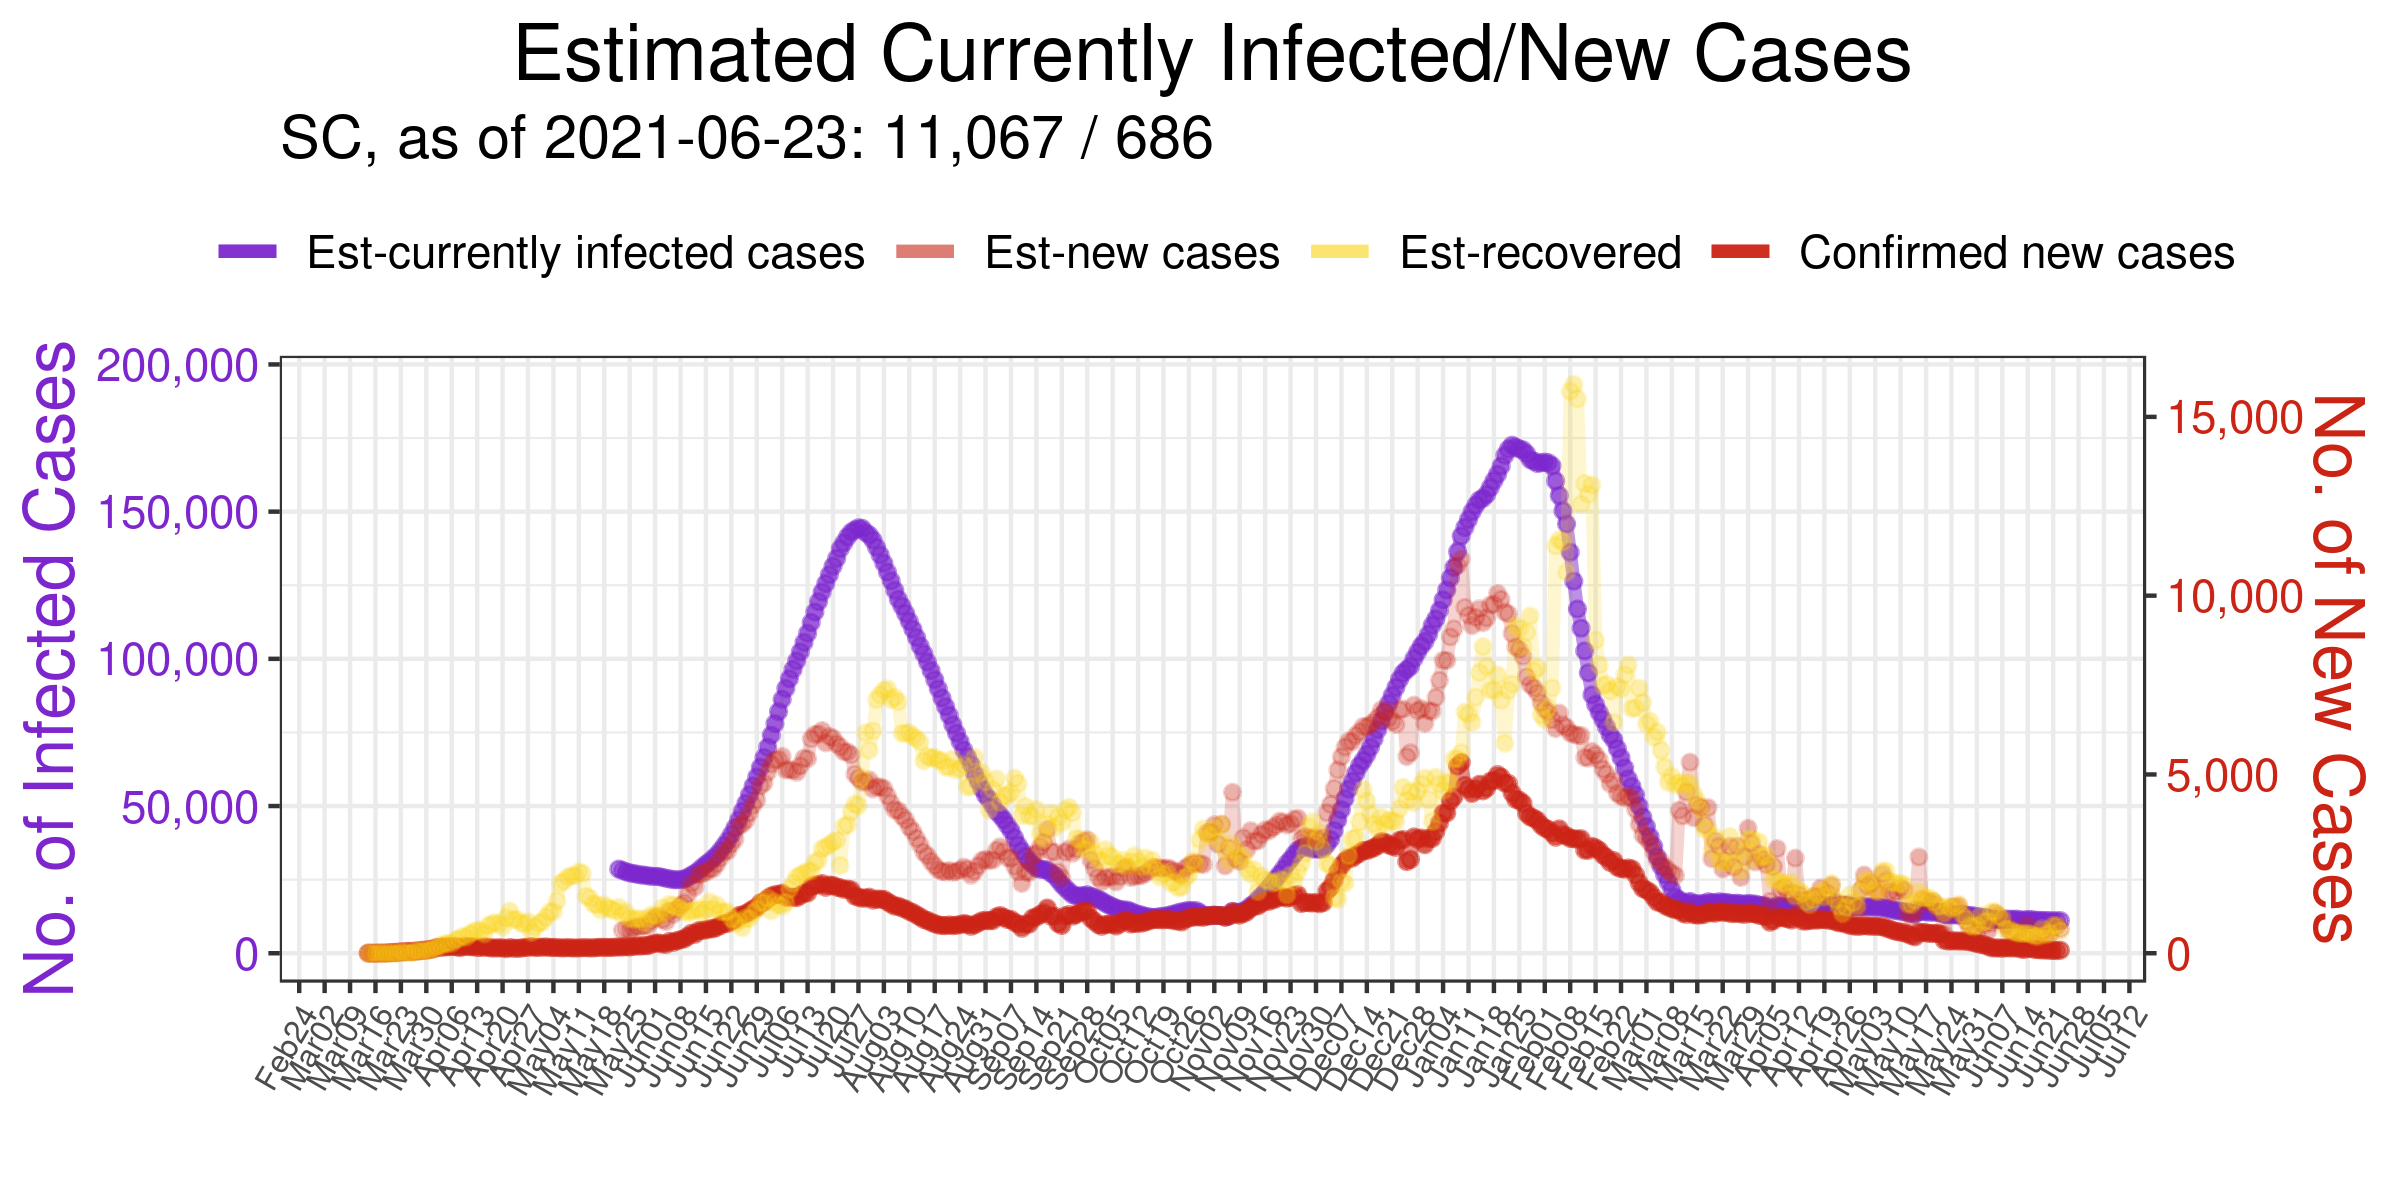 Estimated Currently Infected/New Cases
SC, as of 2021-06-23: 11,067 / 686
Est-currently infected cases
Est-new cases
Est-recovered
Confirmed new cases
No. of Infected Cases
200,000
150,000
100,000
50,000
0
15,000
10,000
5,000
0
No. of New Cases
Feb24
Mar02
Mar09
Mar16
Mar23
Mar30
Apr06
Apr13
Apr20
Apr27
May04
May11
May18
May25
Jun01
Jun08
Jun15
Jun22
Jun29
Jul06
Jul13
Jul20
Jul27
Aug03
Aug10
Aug17
Aug24
Aug31
Sep07
Sep14
Sep21
Sep28
Oct05
Oct12
Oct19
Oct26
Nov02
Nov09
Nov16
Nov23
Nov30
Dec07
Dec14
Dec21
Dec28
Jan04
Jan11
Jan18
Jan25
Feb01
Feb08
Feb15
Feb22
Mar01
Mar08
Mar15
Mar22
Mar29
Apr05
Apr12
Apr19
Apr26
May03
May10
May17
May24
May31
Jun07
Jun14
Jun21
Jun28
Jul05
Jul12